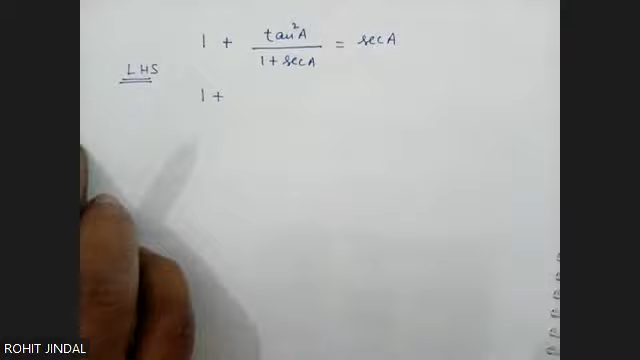 1 + tan²A / 1 + secA = secA
LHS
1 +
ROHIT JINDAL